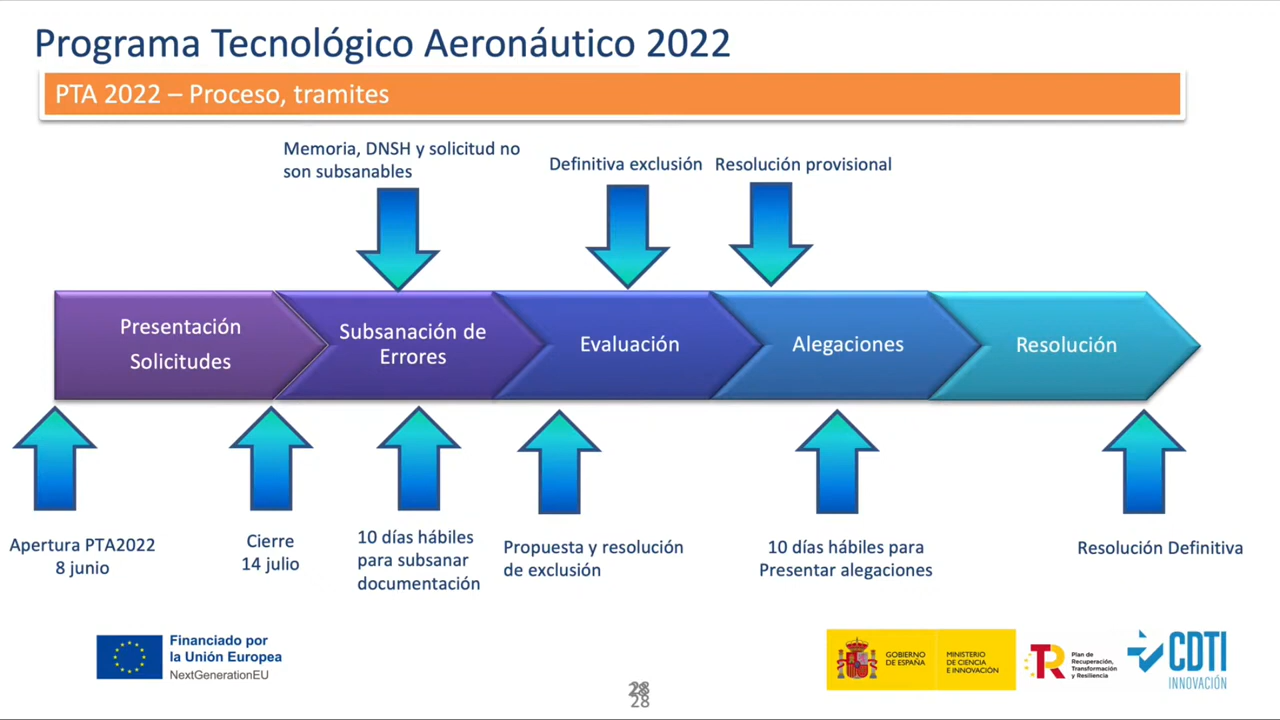 Programa Tecnológico Aeronáutico 2022
PTA 2022 – Proceso, tramites
Memoria, DNSH y solicitud no
son subsanables
Definitiva exclusión
Resolución provisional
Presentación
Solicitudes
Subsanación de
Errores
Evaluación
Alegaciones
Resolución
Apertura PTA2022
8 junio
Cierre
14 julio
10 días hábiles
para subsanar
documentación
Propuesta y resolución
de exclusión
10 días hábiles para
Presentar alegaciones
Resolución Definitiva
Financiado por
la Unión Europea
NextGenerationEU
GOBIERNO
DE ESPAÑA
MINISTERIO
DE CIENCIA
E INNOVACIÓN
TR
Plan de
Recuperación,
Transformación
y Resiliencia
CDTI
INNOVACIÓN
28